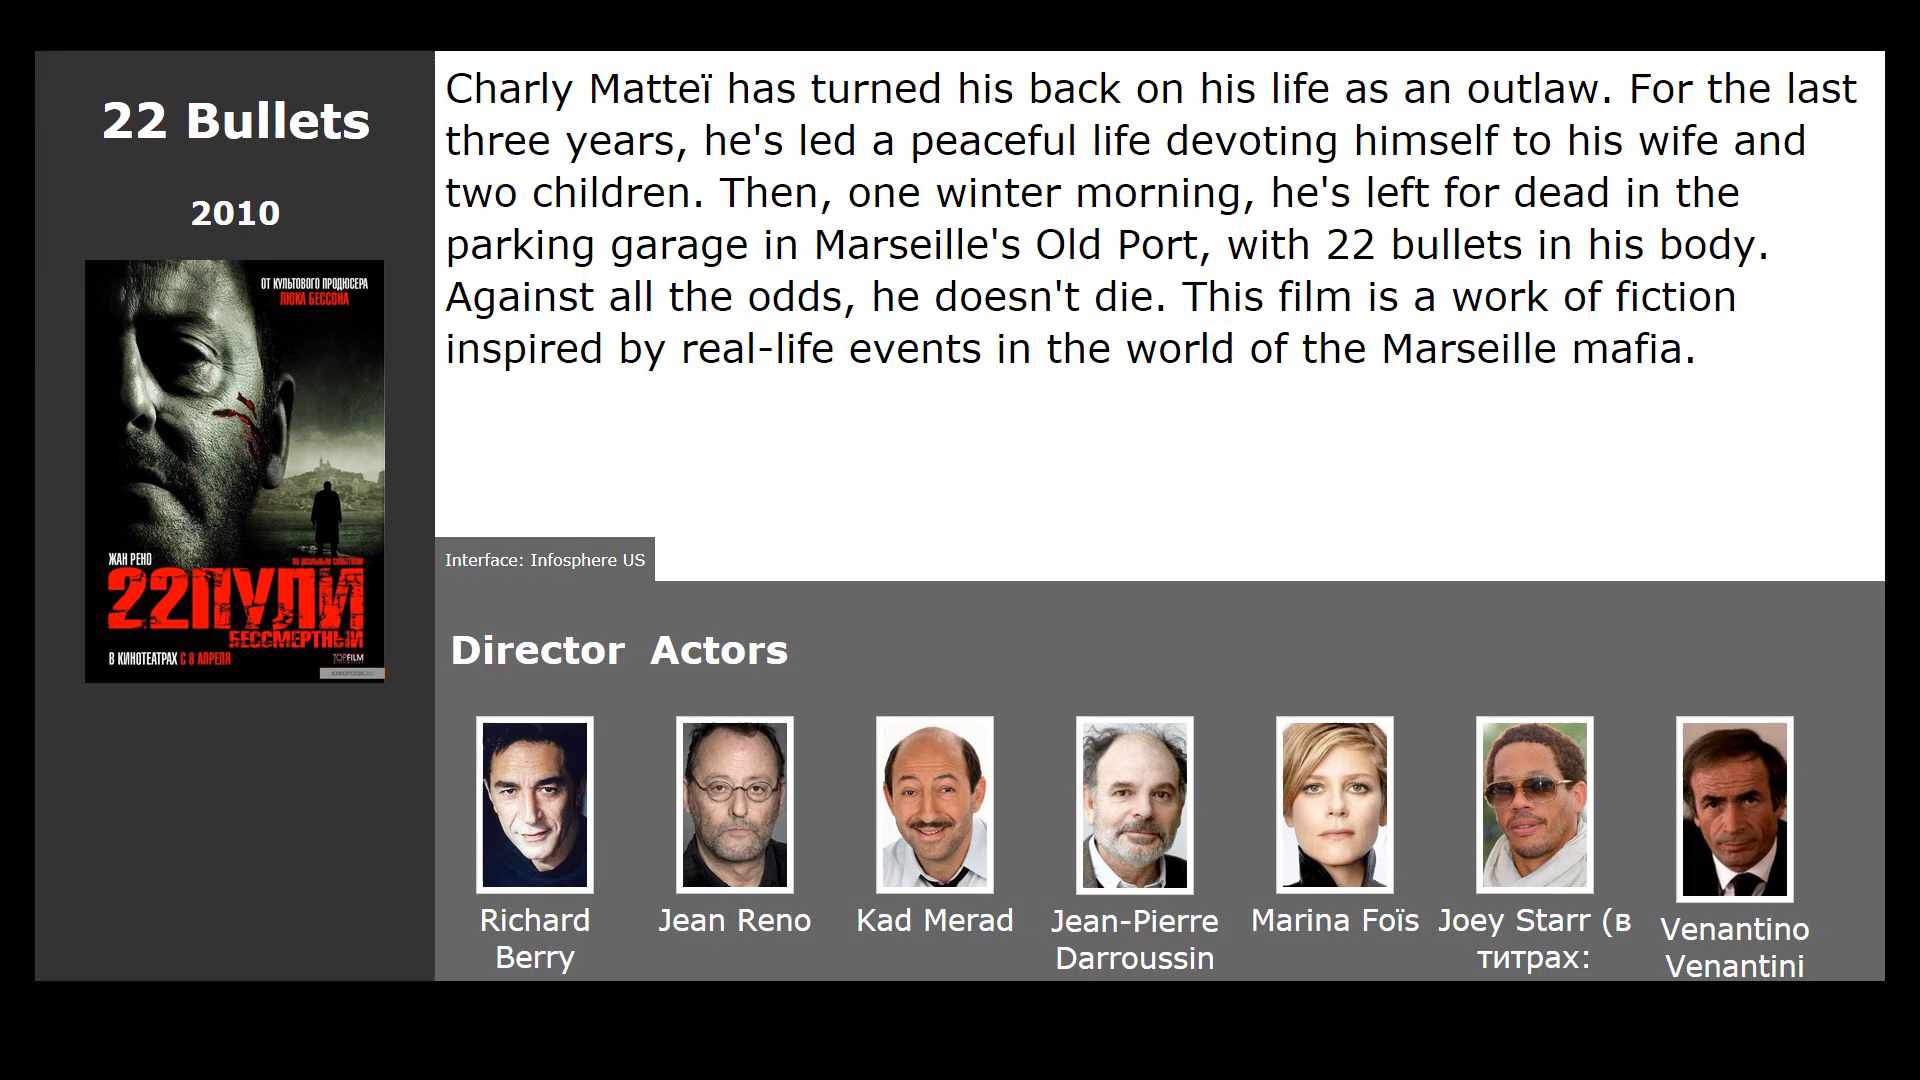 22 Bullets
2010
ОТ КУЛЬТОВОГО ПРОДЮСЕРА
ЛЮКА БЕССОНА
ЖАН РЕНО
ПО РЕАЛЬНЫМ СОБЫТИЯМ
22ПУЛИ
БЕССМЕРТНЫЙ
В КИНОТЕАТРАХ С 8 АПРЕЛЯ
TOPFILM
Charly Matteï has turned his back on his life as an outlaw. For the last
three years, he's led a peaceful life devoting himself to his wife and
two children. Then, one winter morning, he's left for dead in the
parking garage in Marseille's Old Port, with 22 bullets in his body.
Against all the odds, he doesn't die. This film is a work of fiction
inspired by real-life events in the world of the Marseille mafia.
Interface: Infosphere US
Director Actors
Richard
Berry
Jean Reno
Kad Merad
Jean-Pierre
Darroussin
Marina Foïs
Joey Starr (в
титрах:
Venantino
Venantini